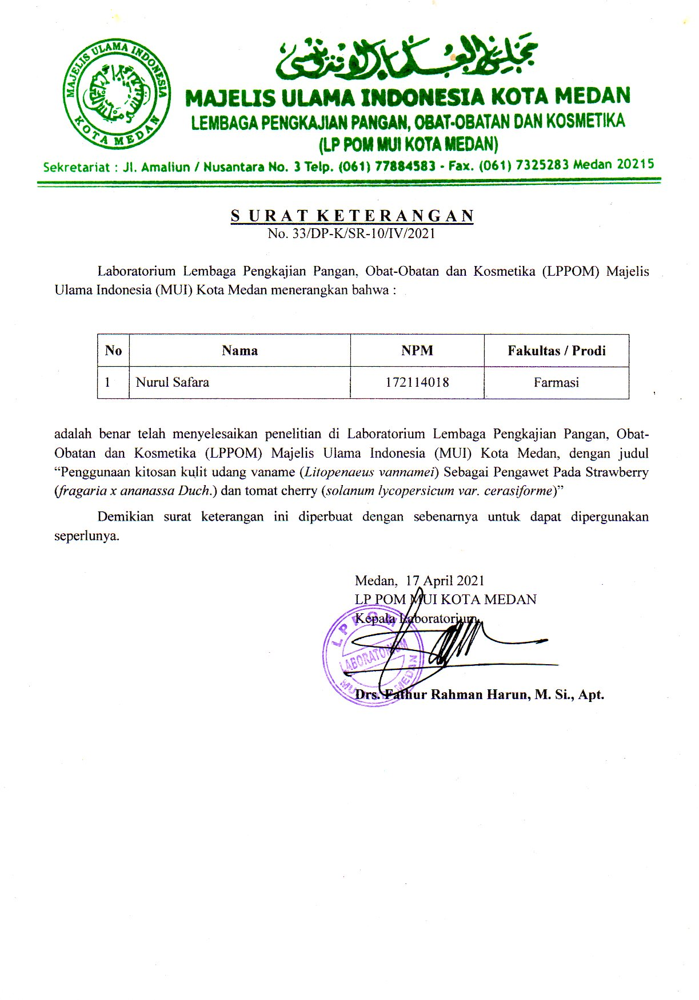 MAJELIS ULAMA INDONESIA
KOTA MEDAN
MAJELIS ULAMA INDONESIA KOTA MEDAN
LEMBAGA PENGKAJIAN PANGAN, OBAT-OBATAN DAN KOSMETIKA
(LP POM MUI KOTA MEDAN)
Sekretariat : Jl. Amaliun / Nusantara No. 3 Telp. (061) 77884583 - Fax. (061) 7325283 Medan 20215
S URAT KETERANGAN
No. 33/DP-K/SR-10/IV/2021
Laboratorium Lembaga Pengkajian Pangan, Obat-Obatan dan Kosmetika (LPPOM) Majelis
Ulama Indonesia (MUI) Kota Medan menerangkan bahwa :
No Nama NPM Fakultas / Prodi
1 Nurul Safara 172114018 Farmasi
adalah benar telah menyelesaikan penelitian di Laboratorium Lembaga Pengkajian Pangan, Obat-
Obatan dan Kosmetika (LPPOM) Majelis Ulama Indonesia (MUI) Kota Medan, dengan judul
“Penggunaan kitosan kulit udang vaname (Litopenaeus vannamei) Sebagai Pengawet Pada Strawberry
(fragaria x ananassa Duch.) dan tomat cherry (solanum lycopersicum var. cerasiforme)”
Demikian surat keterangan ini diperbuat dengan sebenarnya untuk dapat dipergunakan
seperlunya.
Medan, 17 April 2021
LP POM MUI KOTA MEDAN
Kepala Laboratorium
LPPOM
LABORATORIUM
MUI MEDAN
Drs. Fathur Rahman Harun, M. Si., Apt.